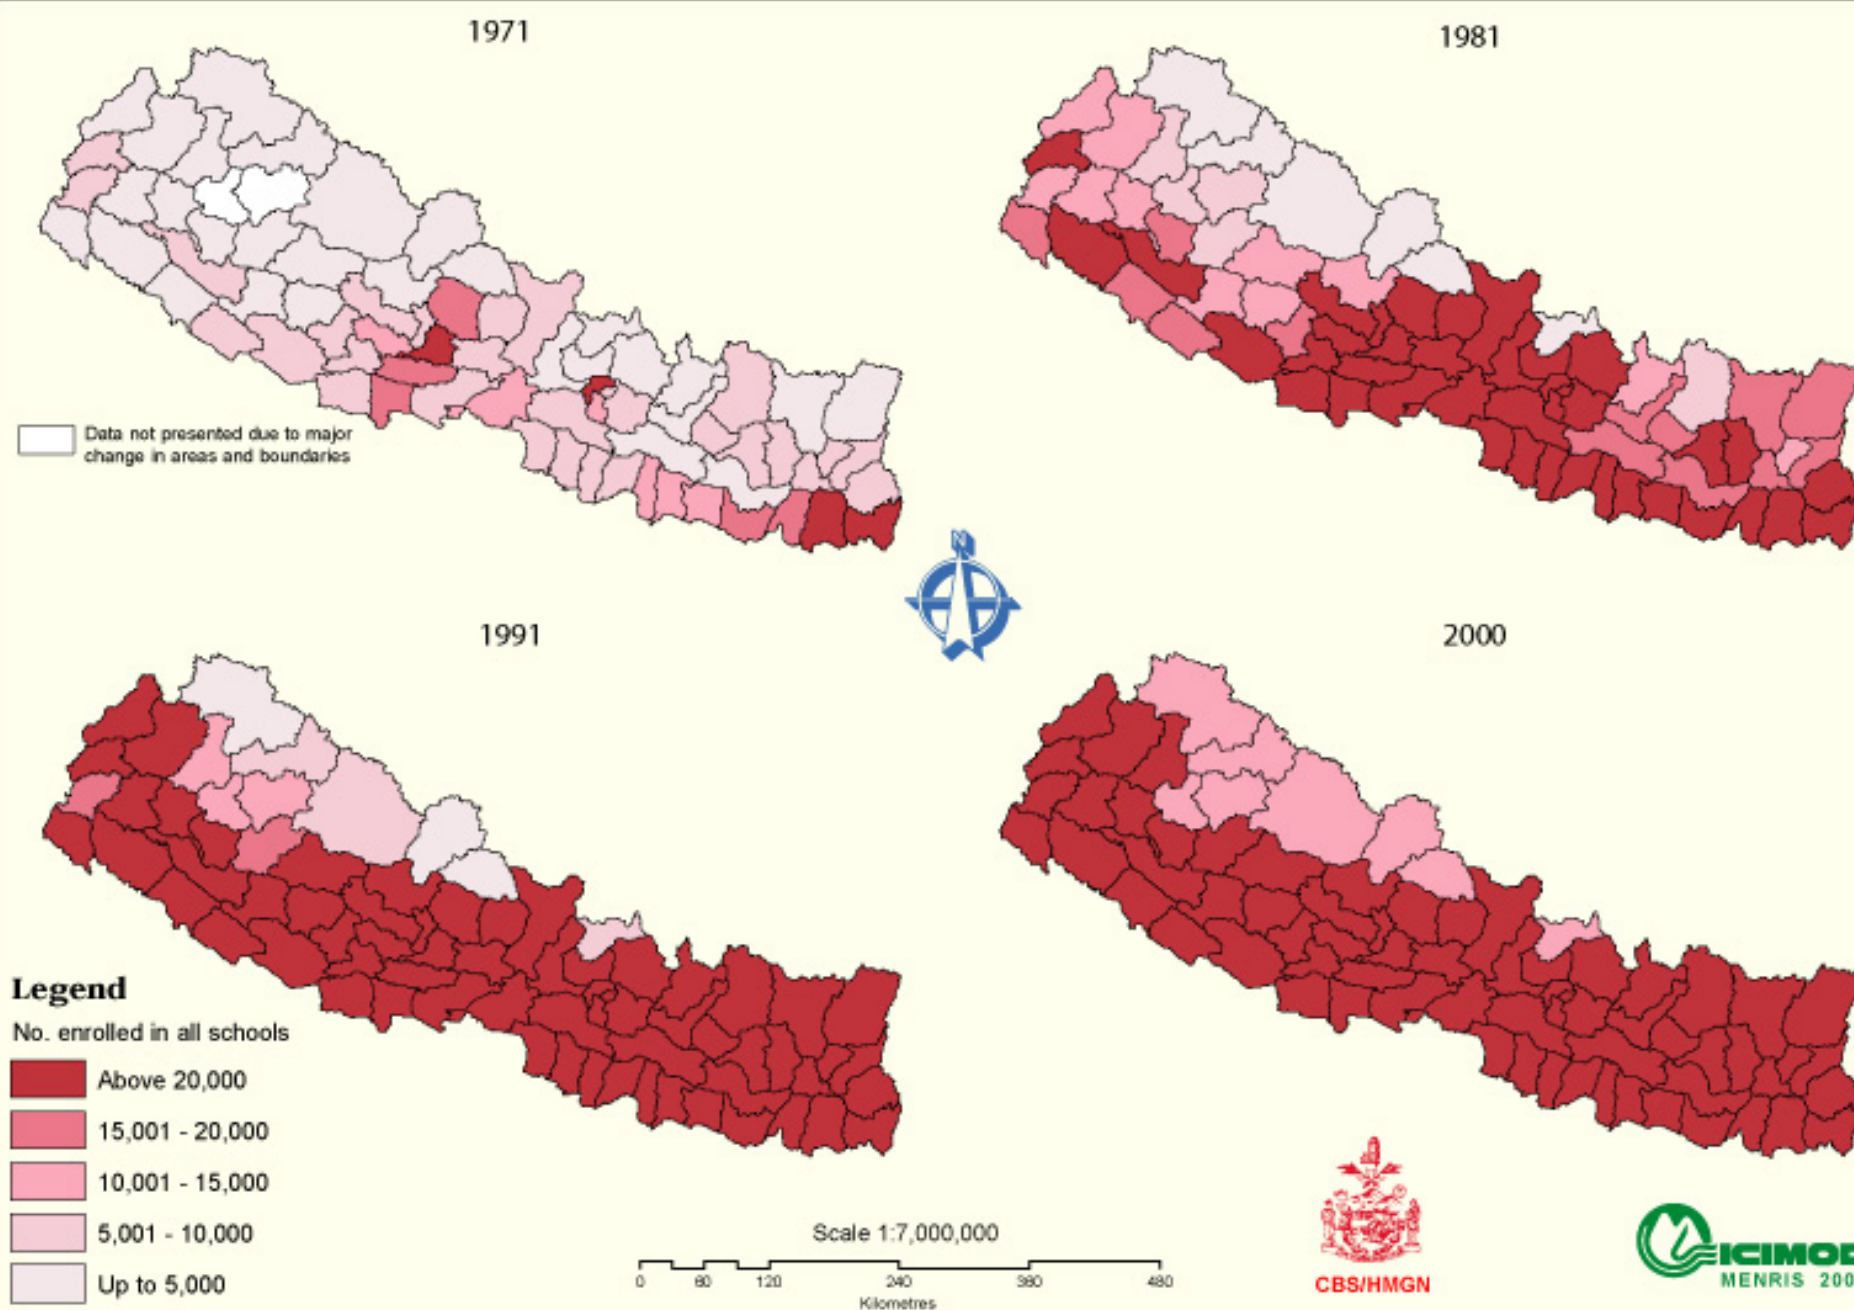 1971
1981
Data not presented due to major
change in areas and boundaries
N
1991
2000
Legend
No. enrolled in all schools
Above 20,000
15,001 - 20,000
10,001 - 15,000
5,001 - 10,000
Up to 5,000
Scale 1:7,000,000
0 60 120 240 360 480
Kilometres
CBS/HMGN
ICIMOD
MENRIS 200